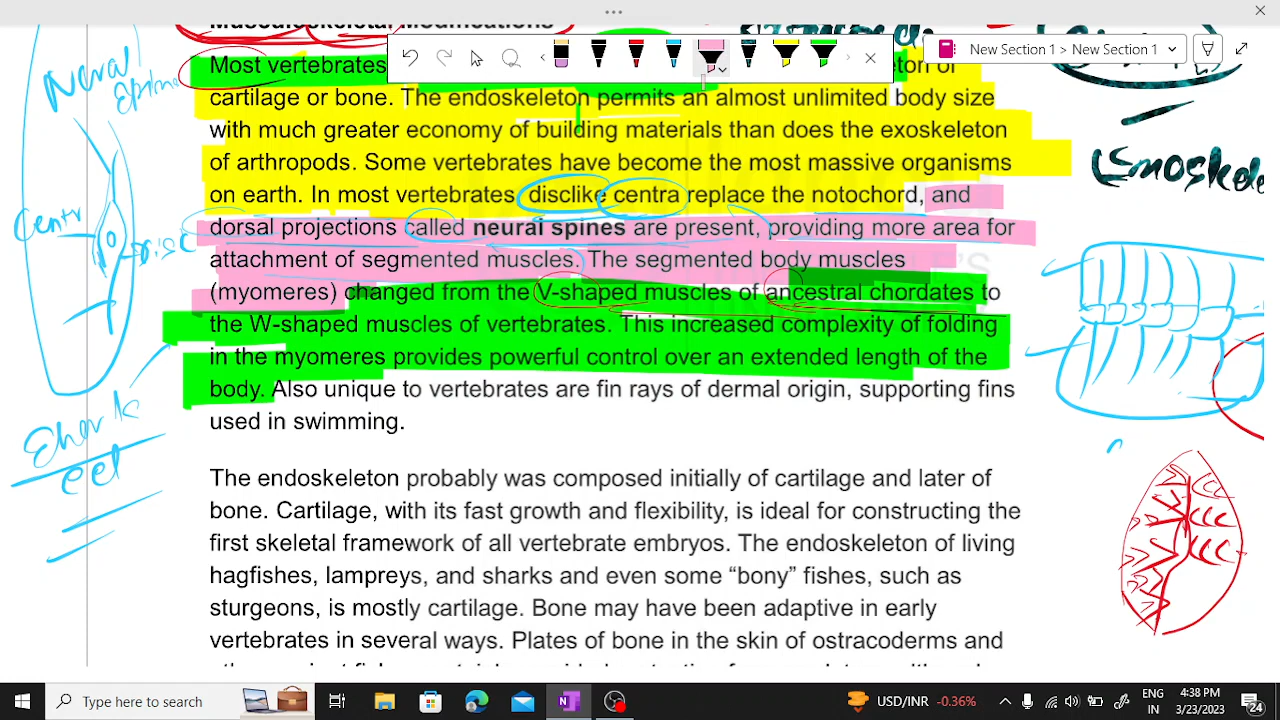 Musculoskeletal Modifications
New Section 1 > New Section 1
Most vertebrates
cartilage or bone. The endoskeleton permits an almost unlimited body size
with much greater economy of building materials than does the exoskeleton
of arthropods. Some vertebrates have become the most massive organisms
on earth. In most vertebrates disclike centra replace the notochord, and
dorsal projections called neural spines are present, providing more area for
attachment of segmented muscles. The segmented body muscles
(myomeres) changed from the V-shaped muscles of ancestral chordates to
the W-shaped muscles of vertebrates. This increased complexity of folding
in the myomeres provides powerful control over an extended length of the
body. Also unique to vertebrates are fin rays of dermal origin, supporting fins
used in swimming.
The endoskeleton probably was composed initially of cartilage and later of
bone. Cartilage, with its fast growth and flexibility, is ideal for constructing the
first skeletal framework of all vertebrate embryos. The endoskeleton of living
hagfishes, lampreys, and sharks and even some “bony” fishes, such as
sturgeons, is mostly cartilage. Bone may have been adaptive in early
vertebrates in several ways. Plates of bone in the skin of ostracoderms and
Neural
Centr
Disc
eel
Type here to search
USD/INR -0.36%
ENG
IN
4:38 PM
3/23/2023
24